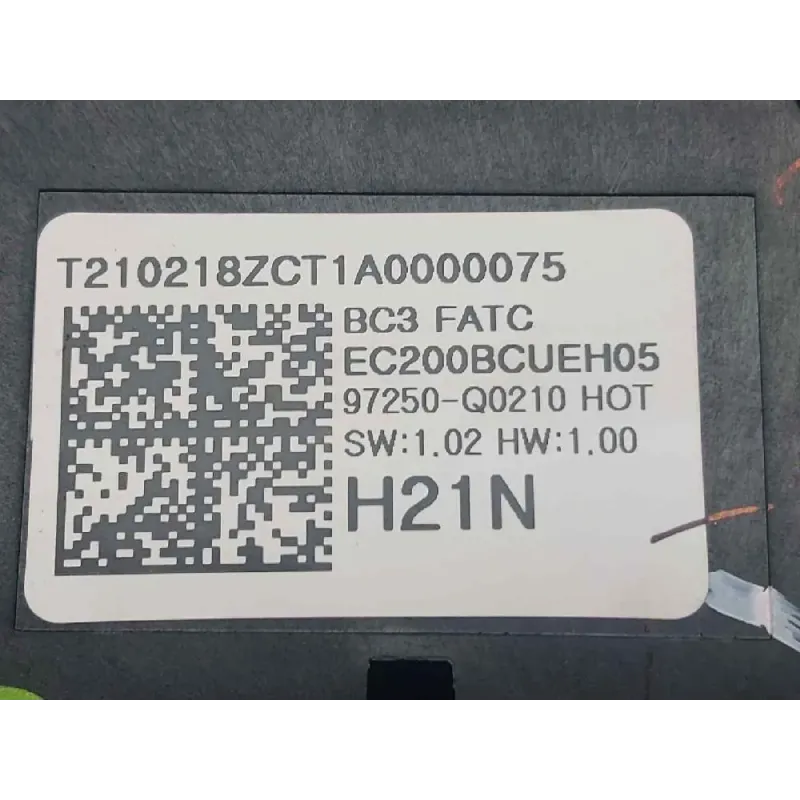 T210218ZCT1A0000075
BC3 FATC
EC200BCUEH05
97250-Q0210 HOT
SW:1.02 HW:1.00
H21N